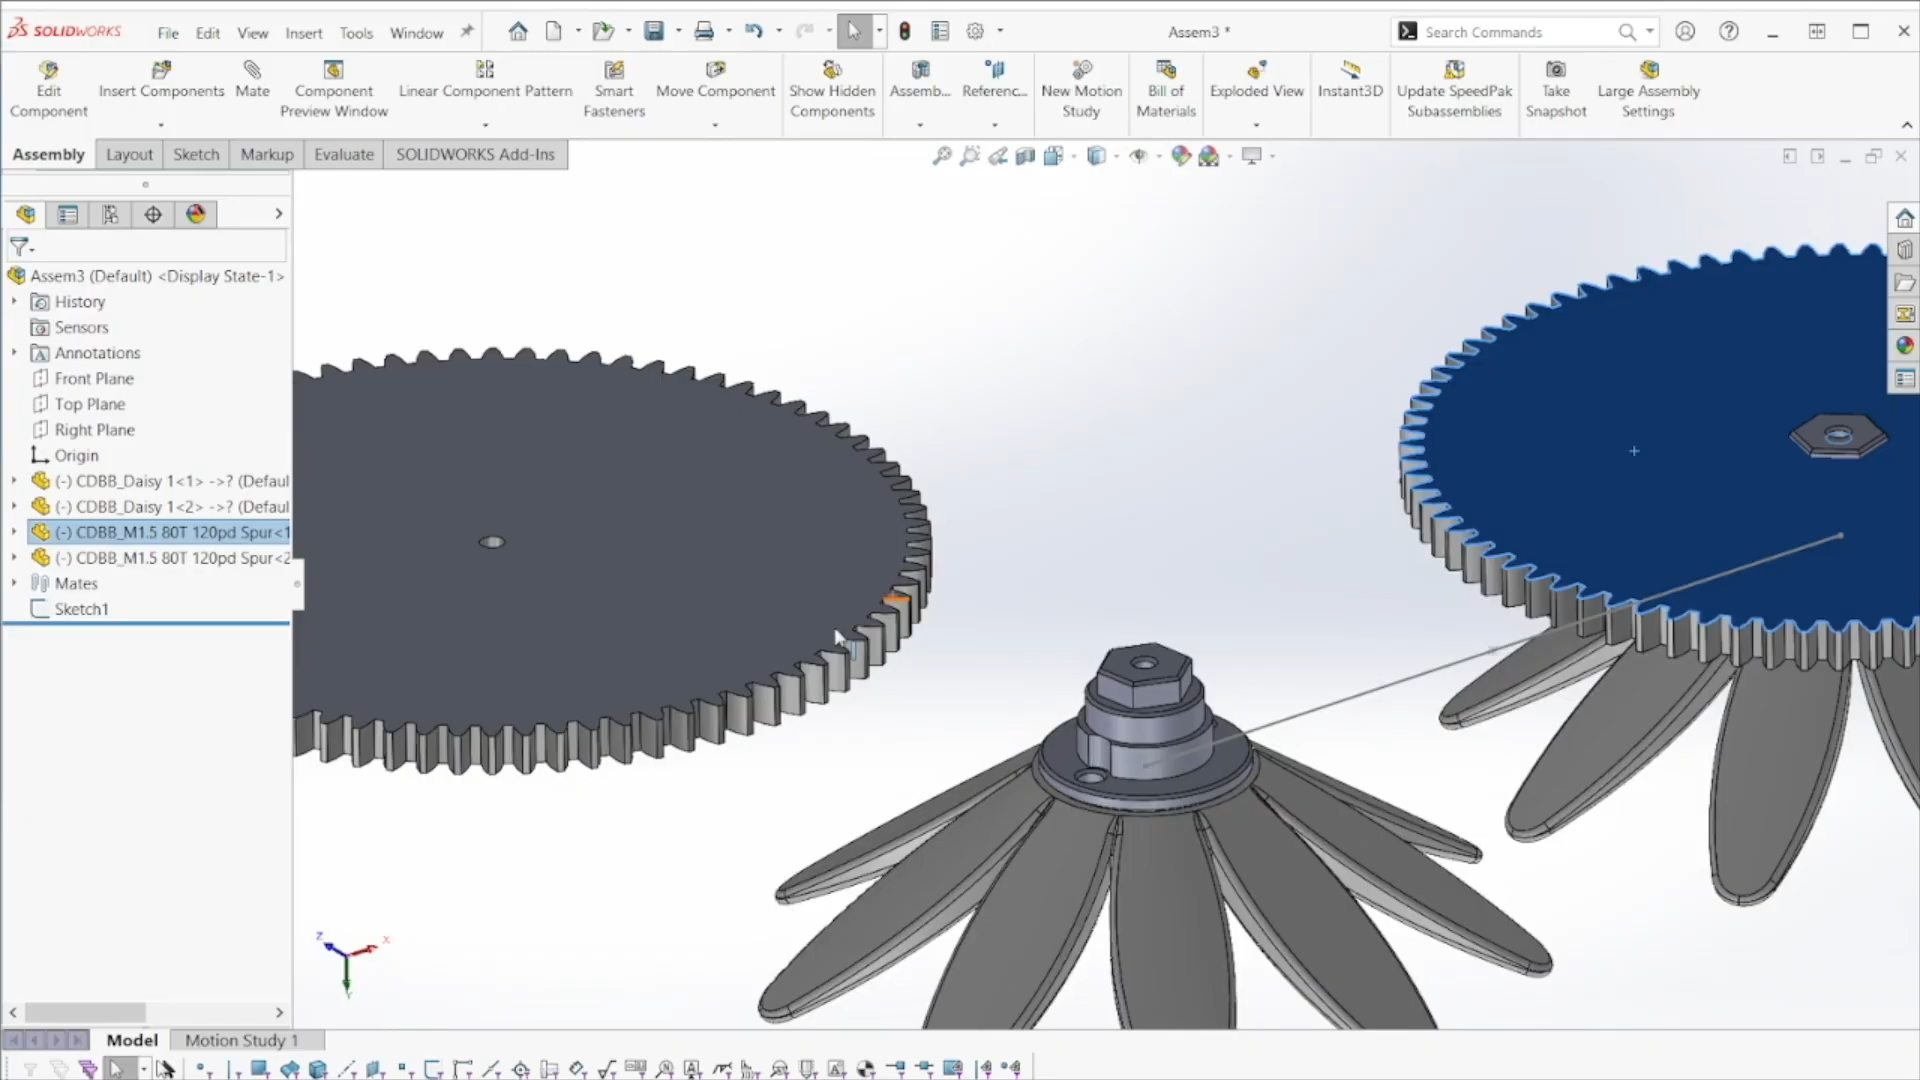 SOLIDWORKS File Edit View Insert Tools Window Assem3 * Search Commands
Edit Component
Insert Components
Mate
Component Preview Window
Linear Component Pattern
Smart Fasteners
Move Component
Show Hidden Components
Assemb...
Referenc...
New Motion Study
Bill of Materials
Exploded View
Instant3D
Update SpeedPak Subassemblies
Take Snapshot
Large Assembly Settings
Assembly Layout Sketch Markup Evaluate SOLIDWORKS Add-Ins
Assem3 (Default) <Display State-1>
History
Sensors
Annotations
Front Plane
Top Plane
Right Plane
Origin
(-) CDBB_Daisy 1<1> ->? (Defaul
(-) CDBB_Daisy 1<2> ->? (Defaul
(-) CDBB_M1.5 80T 120pd Spur<1
(-) CDBB_M1.5 80T 120pd Spur<2
Mates
Sketch1
Z X
Y
Model Motion Study 1